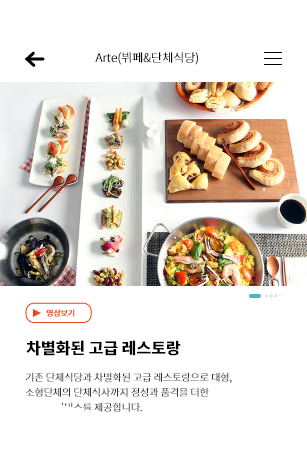 Arte(뷔페&단체식당)
영상보기
차별화된 고급 레스토랑
기존 단체식당과 차별화된 고급 레스토랑으로 대형,
소형단체의 단체식사까지 정성과 품격을 더한
제공합니다.